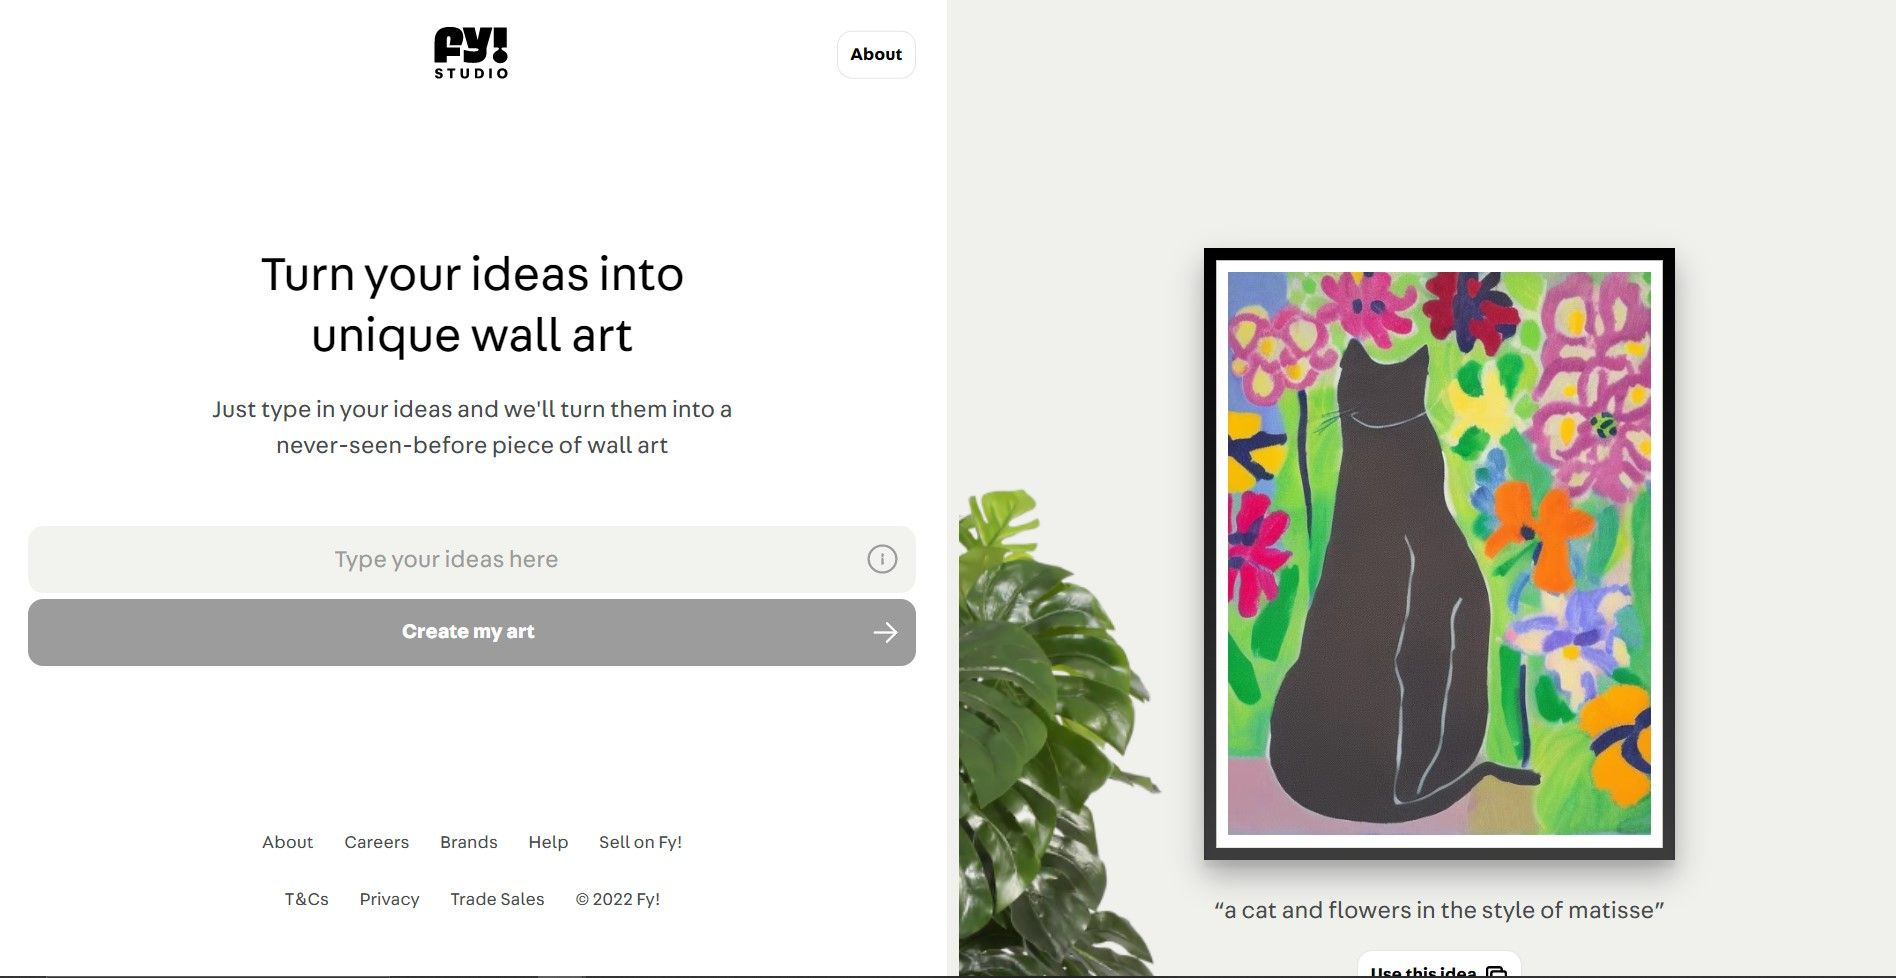 fy!
STUDIO
About
Turn your ideas into
unique wall art
Just type in your ideas and we'll turn them into a
never-seen-before piece of wall art
Type your ideas here
Create my art
About Careers Brands Help Sell on Fy!
T&Cs Privacy Trade Sales © 2022 Fy!
“a cat and flowers in the style of matisse”
Use this idea